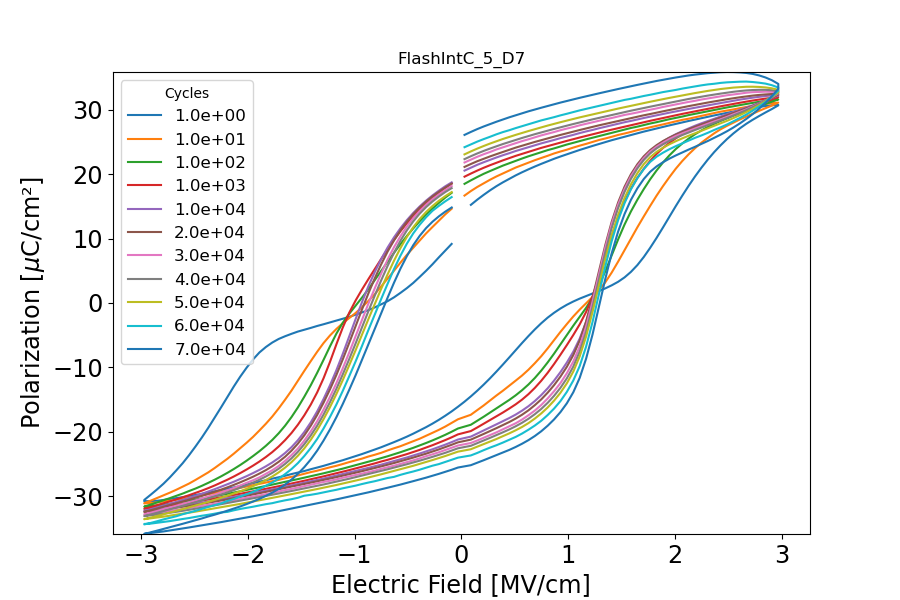 FlashIntC_5_D7
Cycles
1.0e+00
1.0e+01
1.0e+02
1.0e+03
1.0e+04
2.0e+04
3.0e+04
4.0e+04
5.0e+04
6.0e+04
7.0e+04
30
20
10
0
−10
−20
−30
Polarization [μC/cm²]
−3 −2 −1 0 1 2 3
Electric Field [MV/cm]